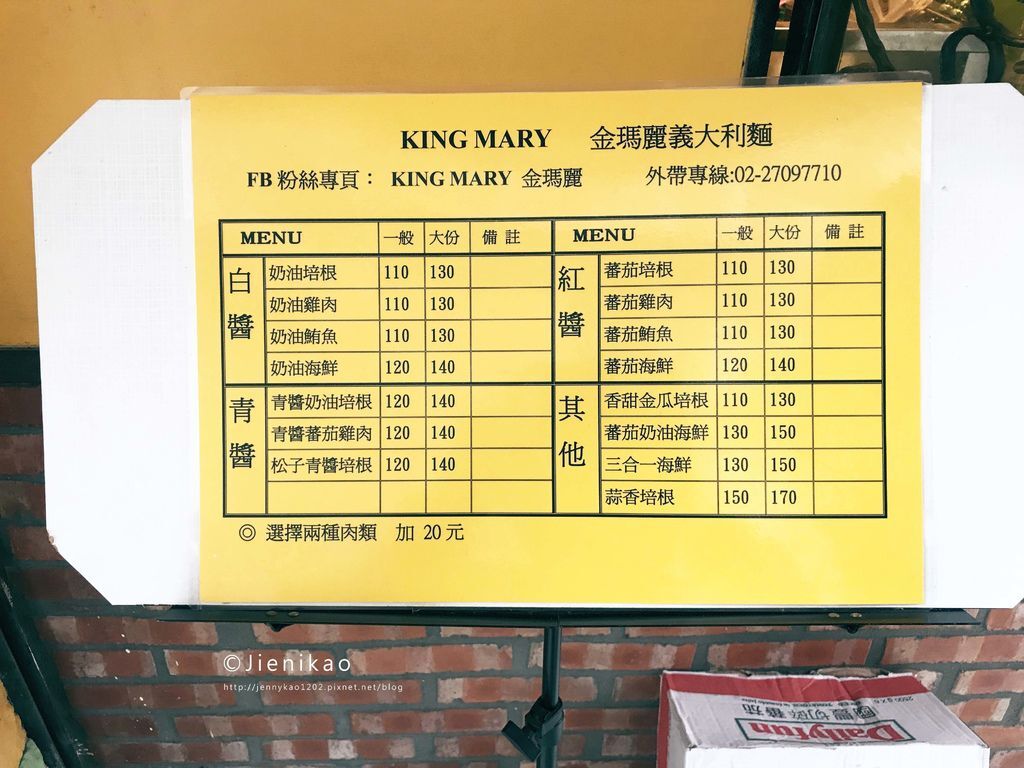 KING MARY 金瑪麗義大利麵
FB 粉絲專頁： KING MARY 金瑪麗 外帶專線:02-27097710
MENU 一般 大份 備 註 MENU 一般 大份 備 註
白醬
奶油培根 110 130
奶油雞肉 110 130
奶油鮪魚 110 130
奶油海鮮 120 140
紅醬
蕃茄培根 110 130
蕃茄雞肉 110 130
蕃茄鮪魚 110 130
蕃茄海鮮 120 140
青醬
青醬奶油培根 120 140
青醬蕃茄雞肉 120 140
松子青醬培根 120 140
其他
香甜金瓜培根 110 130
蕃茄奶油海鮮 130 150
三合一海鮮 130 150
蒜香培根 150 170
◎ 選擇兩種肉類 加 20 元
©Jienikao
http://jennykao1202.pixnet.net/blog
Dailyfun